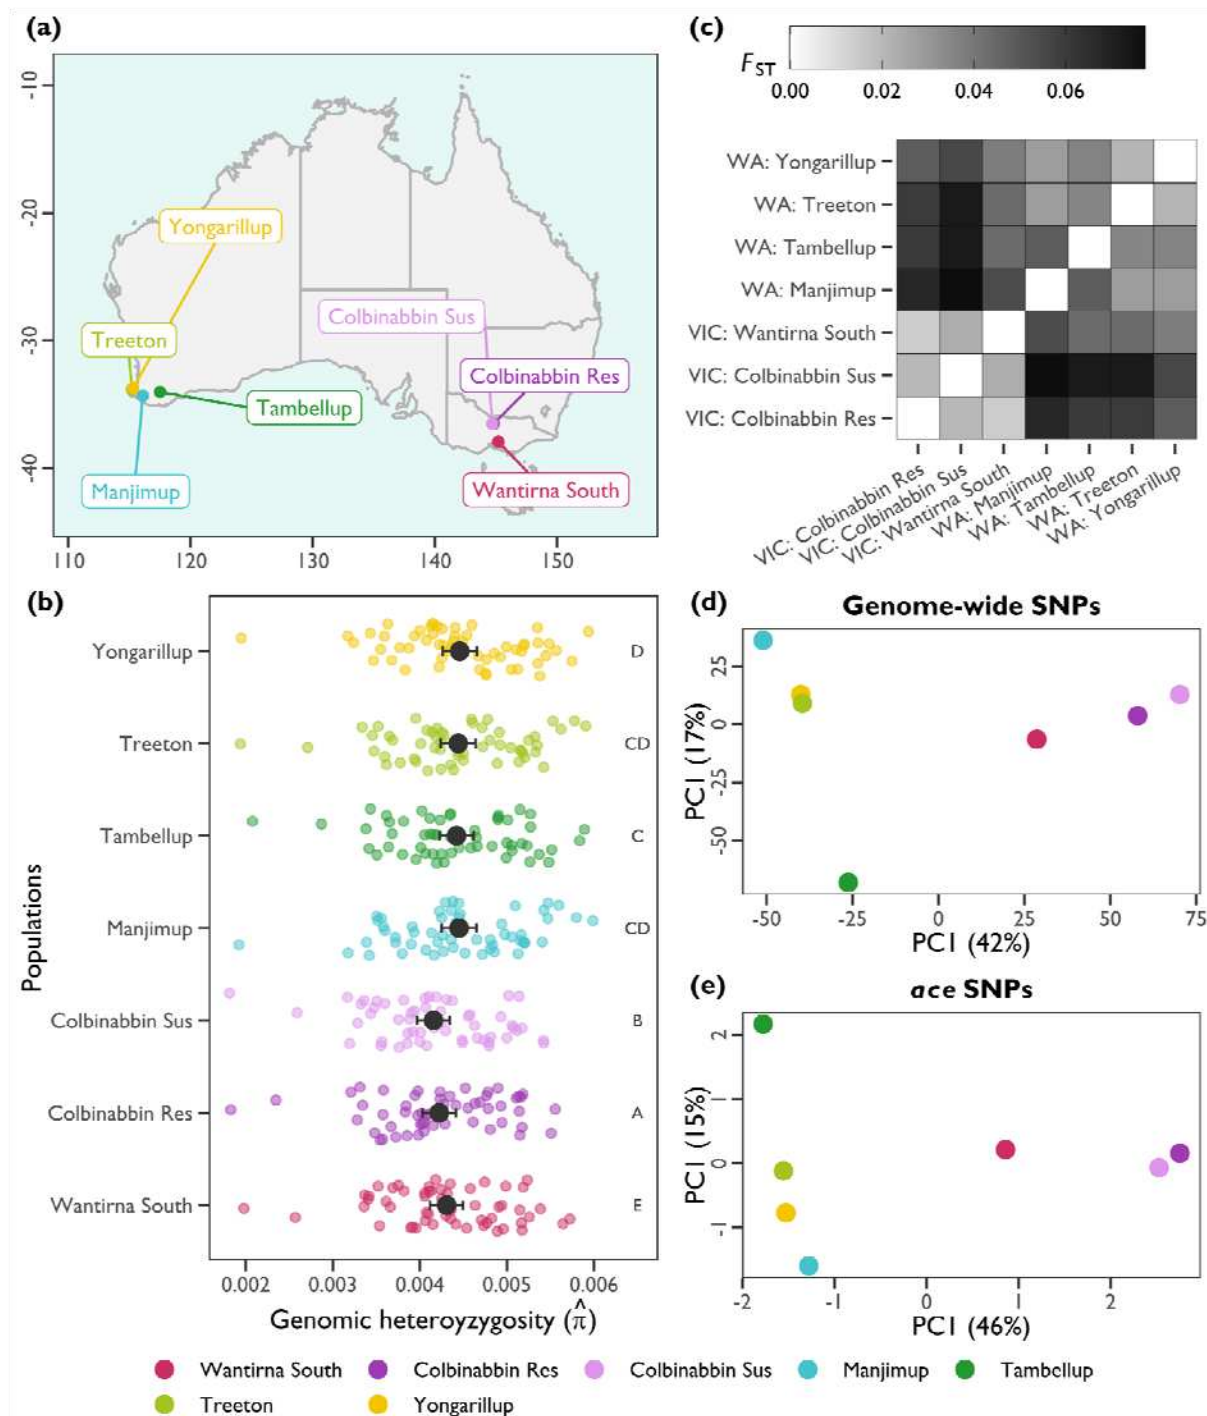 (a)
-10
-20
-30
-40
110
120
130
140
150
Yongarillup
Treeton
Manjimup
Tambellup
Colbinabbin Sus
Colbinabbin Res
Wantirna South
(c)
FST
0.00
0.02
0.04
0.06
WA: Yongarillup
WA: Treeton
WA: Tambellup
WA: Manjimup
VIC: Wantirna South
VIC: Colbinabbin Sus
VIC: Colbinabbin Res
VIC: Colbinabbin Res
VIC: Colbinabbin Sus
VIC: Wantirna South
WA: Manjimup
WA: Tambellup
WA: Treeton
WA: Yongarillup
(b)
Populations
Yongarillup
D
Treeton
CD
Tambellup
C
Manjimup
CD
Colbinabbin Sus
B
Colbinabbin Res
A
Wantirna South
E
0.002
0.003
0.004
0.005
0.006
Genomic heteroyzygosity (π̂)
(d)
Genome-wide SNPs
PC1 (17%)
25
0
-25
-50
-50
-25
0
25
50
75
PC1 (42%)
(e)
ace SNPs
PC1 (15%)
2
1
0
-1
-2
-1
0
1
2
PC1 (46%)
Wantirna South
Colbinabbin Res
Colbinabbin Sus
Manjimup
Tambellup
Treeton
Yongarillup